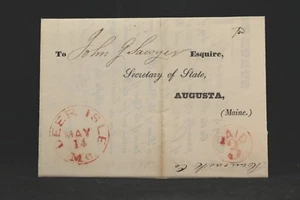 To John G Sawyer Esquire,
Secretary of State,
AUGUSTA,
(Maine.)
DEER ISLE
MAY
14
Me